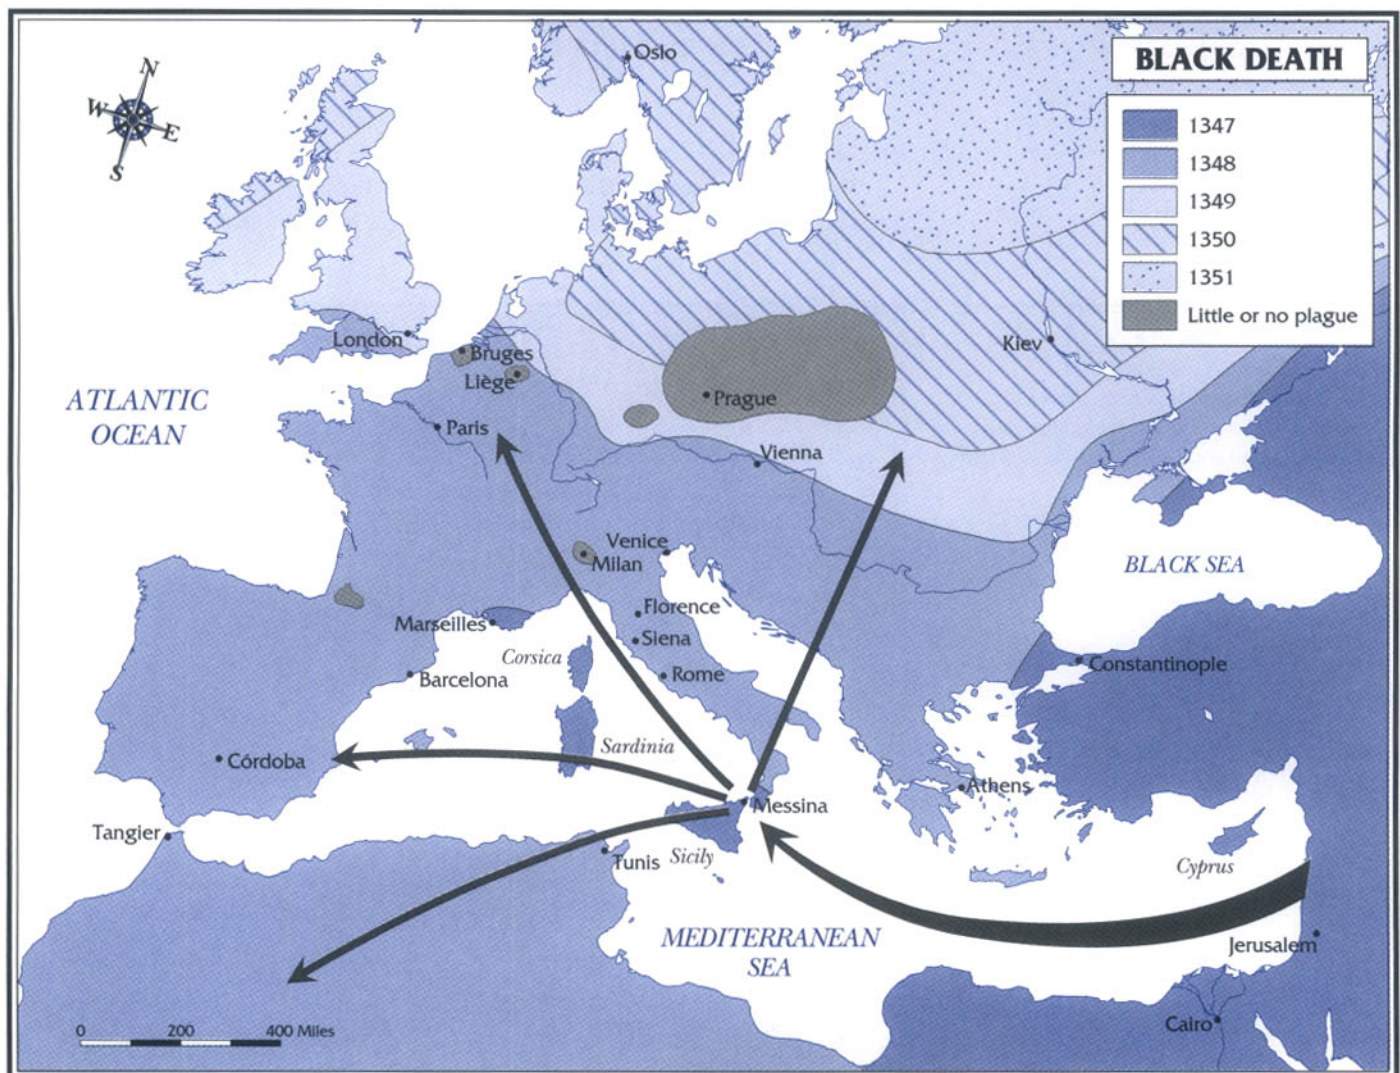 BLACK DEATH
1347
1348
1349
1350
1351
Little or no plague
N
W
E
S
Oslo
London
Bruges
Liège
Kiev
Prague
ATLANTIC
OCEAN
Paris
Vienna
Venice
Milan
BLACK SEA
Florence
Marseilles
Siena
Corsica
Constantinople
Rome
Barcelona
Sardinia
Córdoba
Athens
Messina
Tangier
Tunis
Sicily
Cyprus
MEDITERRANEAN
SEA
Jerusalem
Cairo
0 200 400 Miles